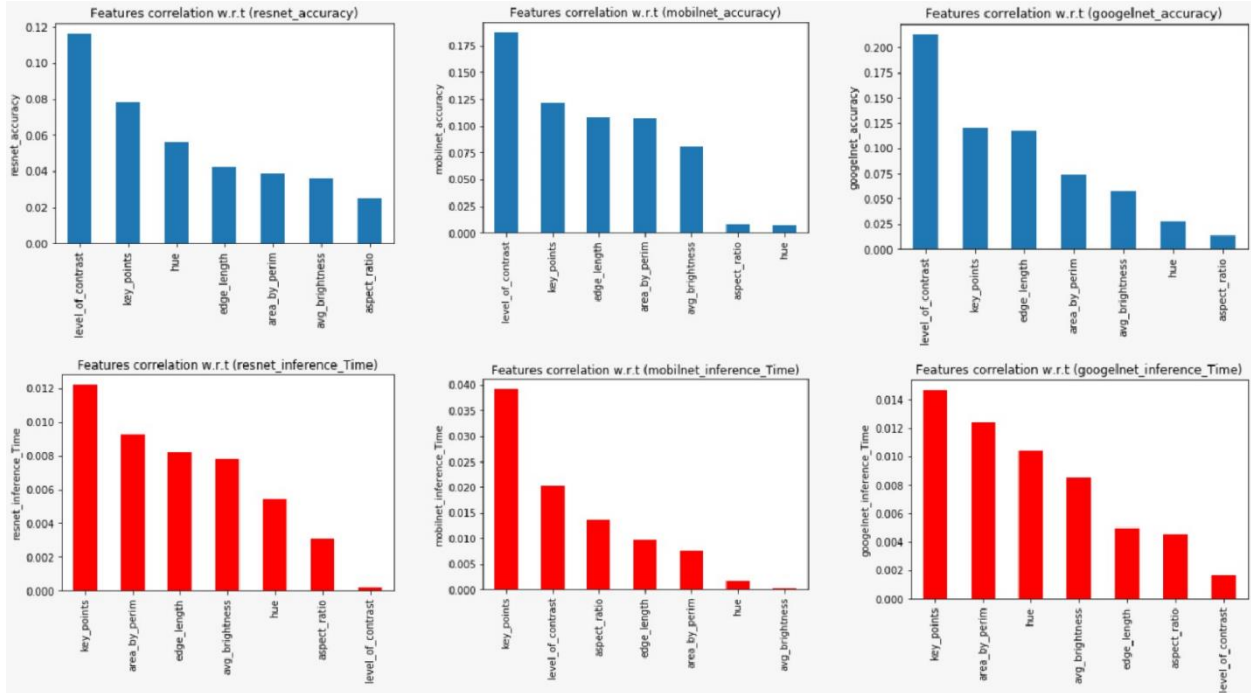 Features correlation w.r.t (resnet_accuracy)
resnet_accuracy
0.12
0.10
0.08
0.06
0.04
0.02
0.00
level_of_contrast
key_points
hue
edge_length
area_by_perim
avg_brightness
aspect_ratio
Features correlation w.r.t (mobilnet_accuracy)
mobilnet_accuracy
0.175
0.150
0.125
0.100
0.075
0.050
0.025
0.000
level_of_contrast
key_points
edge_length
area_by_perim
avg_brightness
aspect_ratio
hue
Features correlation w.r.t (googelnet_accuracy)
googelnet_accuracy
0.200
0.175
0.150
0.125
0.100
0.075
0.050
0.025
0.000
level_of_contrast
key_points
edge_length
area_by_perim
avg_brightness
hue
aspect_ratio
Features correlation w.r.t (resnet_inference_Time)
resnet_inference_Time
0.012
0.010
0.008
0.006
0.004
0.002
0.000
key_points
area_by_perim
edge_length
avg_brightness
hue
aspect_ratio
level_of_contrast
Features correlation w.r.t (mobilnet_inference_Time)
mobilnet_inference_Time
0.040
0.035
0.030
0.025
0.020
0.015
0.010
0.005
0.000
key_points
level_of_contrast
aspect_ratio
edge_length
area_by_perim
hue
avg_brightness
Features correlation w.r.t (googelnet_inference_Time)
googelnet_inference_Time
0.014
0.012
0.010
0.008
0.006
0.004
0.002
0.000
key_points
area_by_perim
hue
avg_brightness
edge_length
aspect_ratio
level_of_contrast